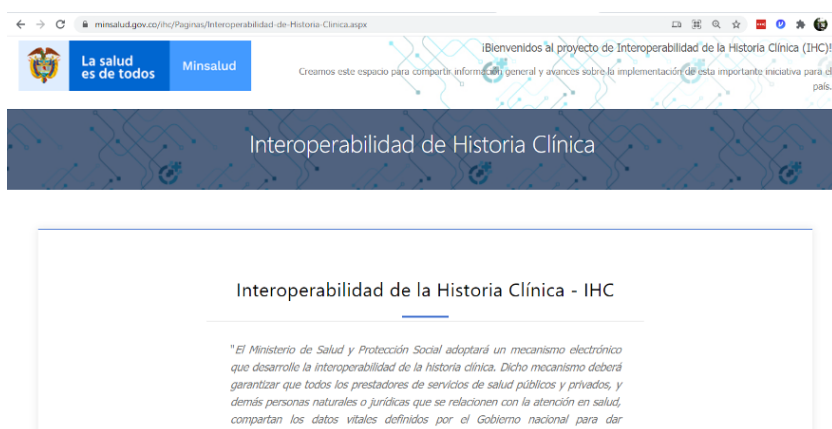 minsalud.gov.co/ihc/Paginas/Interoperabilidad-de-Historia-Clinica.aspx
La salud
es de todos
Minsalud
¡Bienvenidos al proyecto de Interoperabilidad de la Historia Clínica (IHC)!
Creamos este espacio para compartir información general y avances sobre la implementación de esta importante iniciativa para el
país.
Interoperabilidad de Historia Clínica
Interoperabilidad de la Historia Clínica - IHC
"El Ministerio de Salud y Protección Social adoptará un mecanismo electrónico
que desarrolle la interoperabilidad de la historia clínica. Dicho mecanismo deberá
garantizar que todos los prestadores de servicios de salud públicos y privados, y
demás personas naturales o jurídicas que se relacionen con la atención en salud,
compartan los datos vitales definidos por el Gobierno nacional para dar